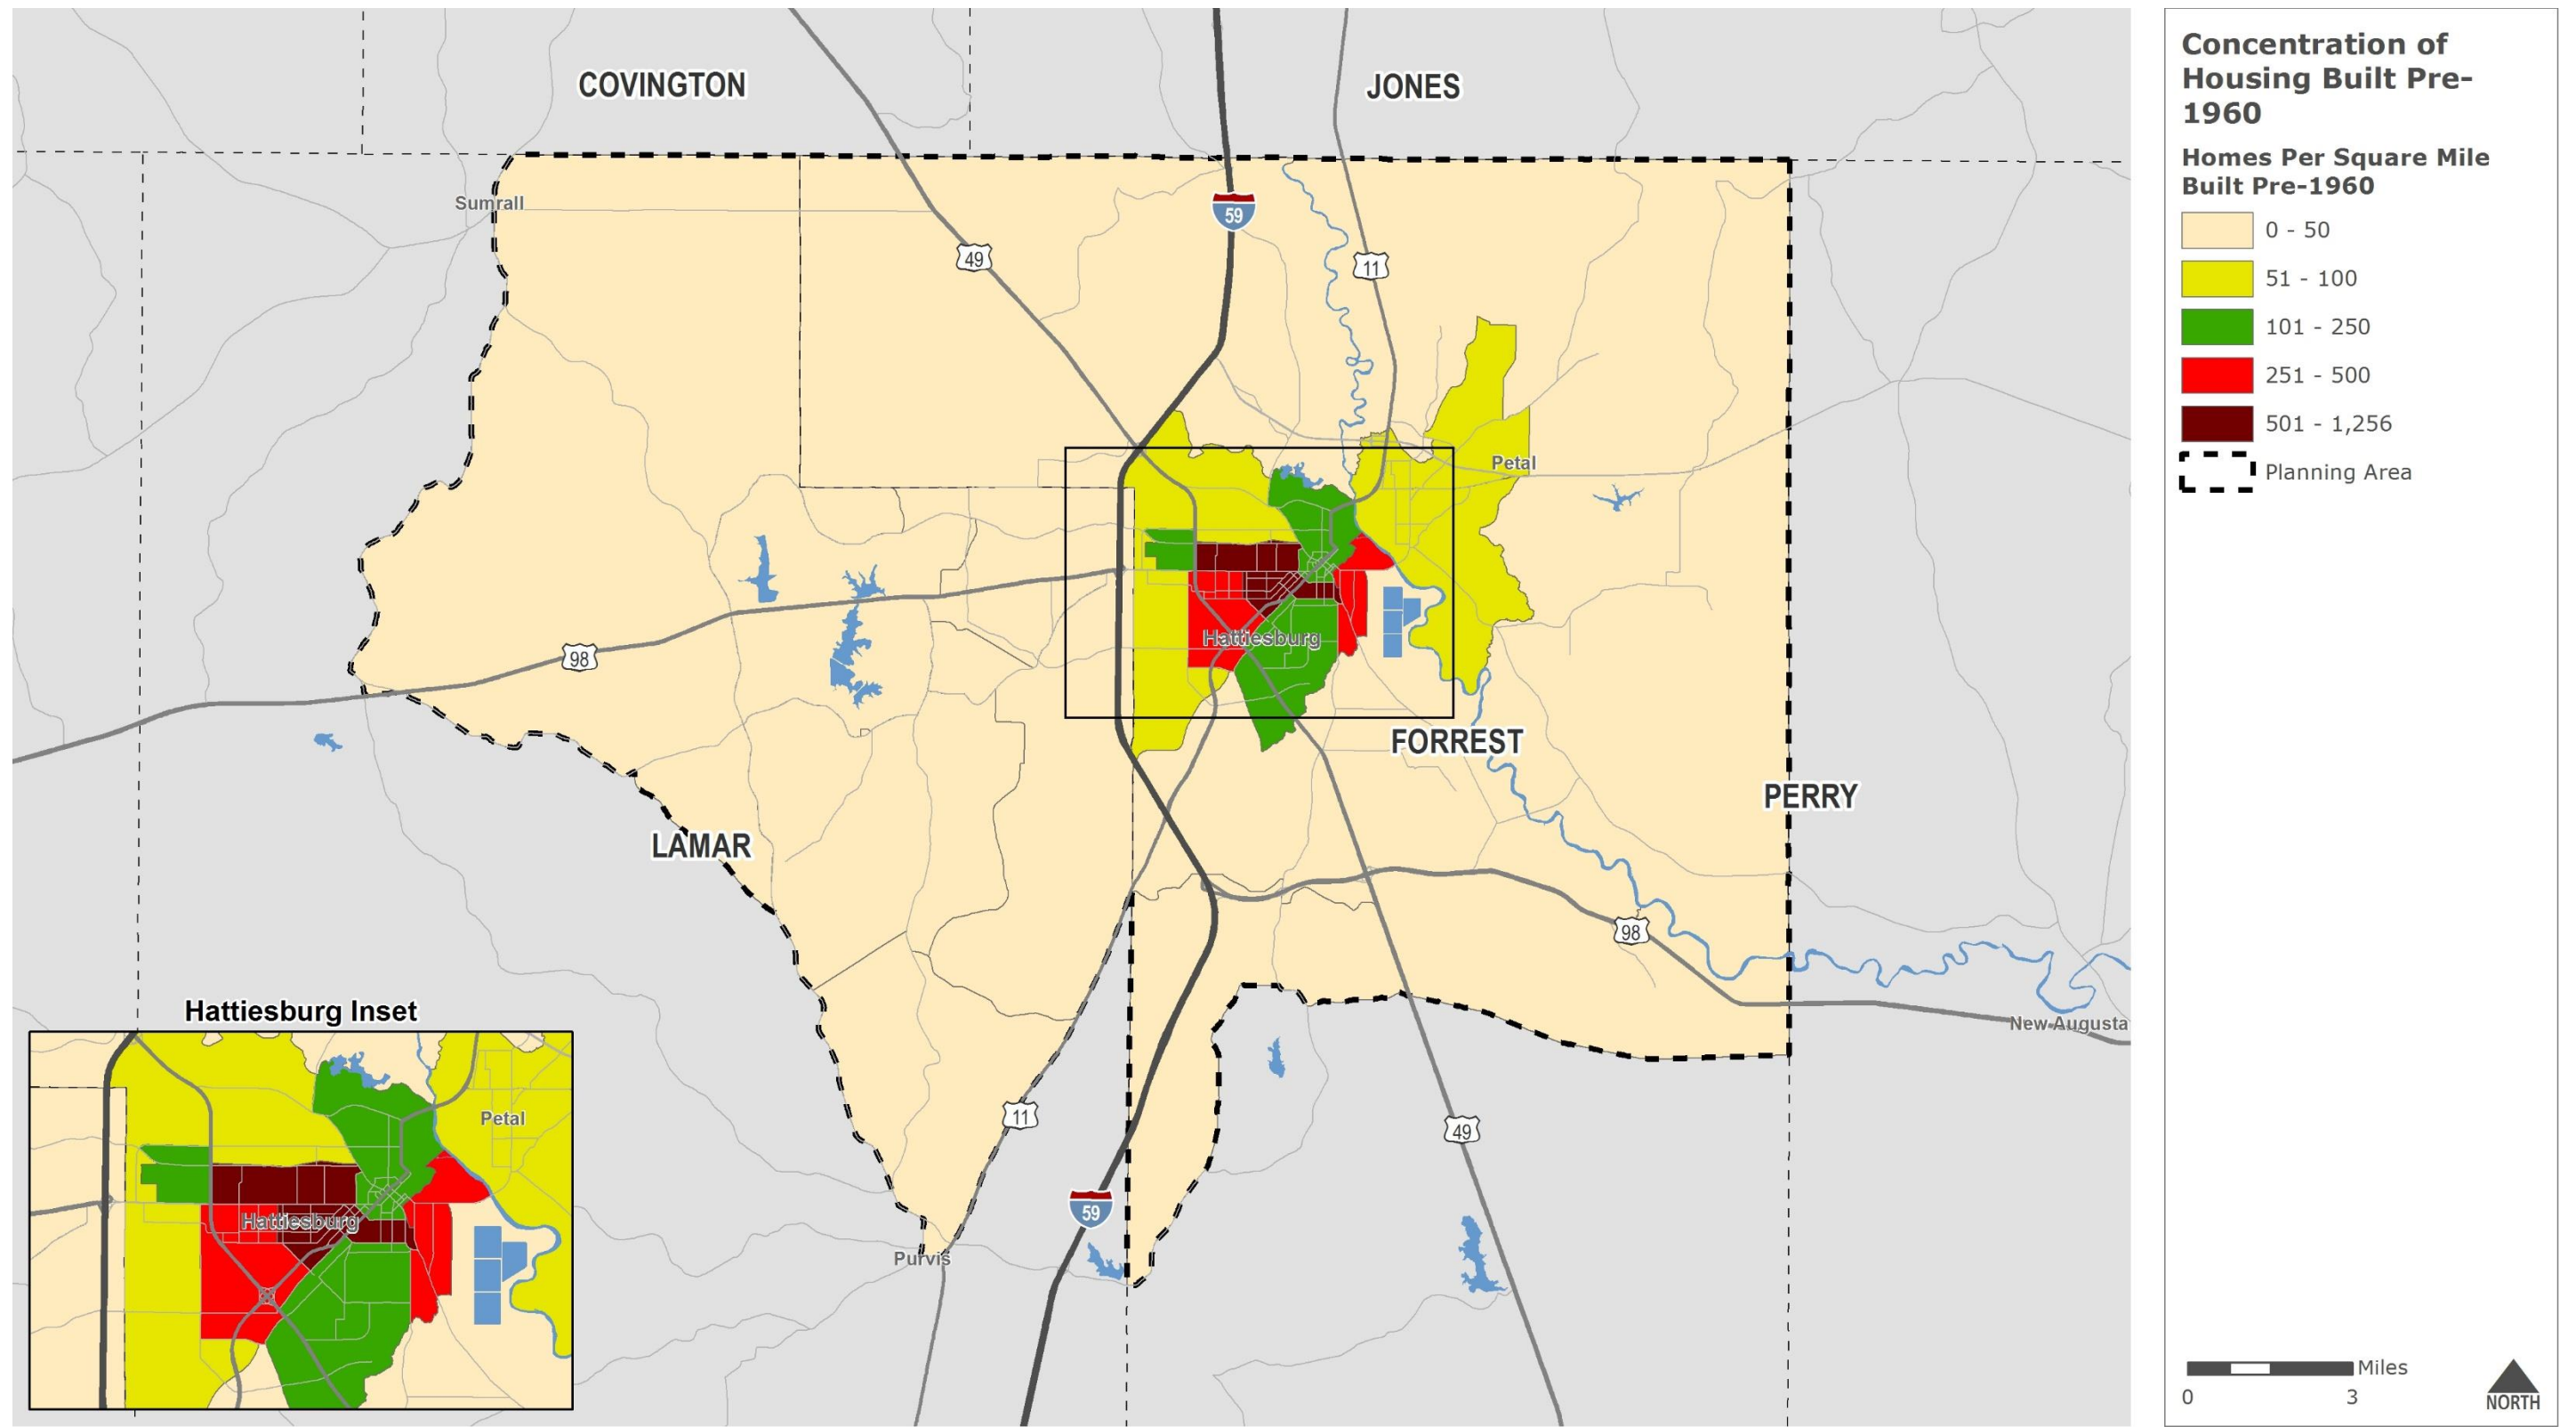 COVINGTON
JONES
Sumrall
59
49
11
Petal
Hattiesburg
98
FORREST
PERRY
LAMAR
98
Hattiesburg Inset
New Augusta
Petal
11
49
Hattiesburg
59
Purvis
Concentration of
Housing Built Pre-
1960
Homes Per Square Mile
Built Pre-1960
0 - 50
51 - 100
101 - 250
251 - 500
501 - 1,256
Planning Area
Miles
0 3
NORTH